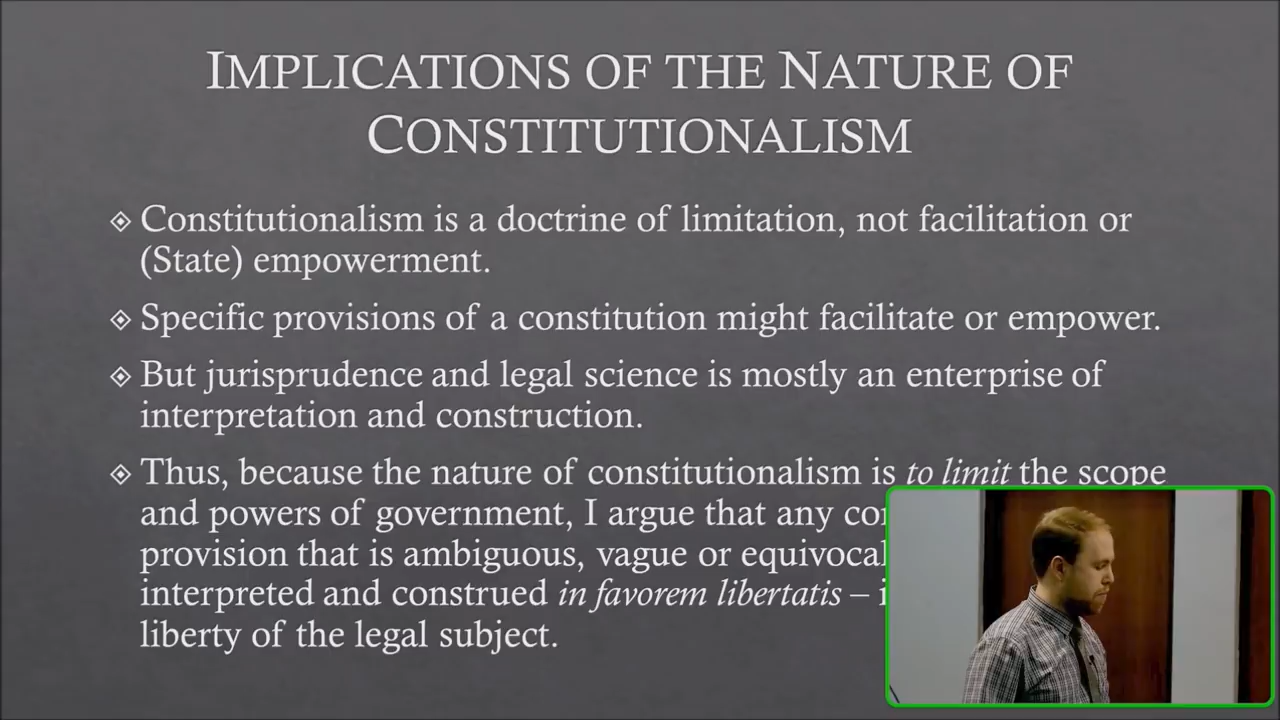 IMPLICATIONS OF THE NATURE OF
CONSTITUTIONALISM
Constitutionalism is a doctrine of limitation, not facilitation or
(State) empowerment.
Specific provisions of a constitution might facilitate or empower.
But jurisprudence and legal science is mostly an enterprise of
interpretation and construction.
Thus, because the nature of constitutionalism is to limit the scope
and powers of government, I argue that any
provision that is ambiguous, vague or equivocal
interpreted and construed in favorem libertatis –
liberty of the legal subject.